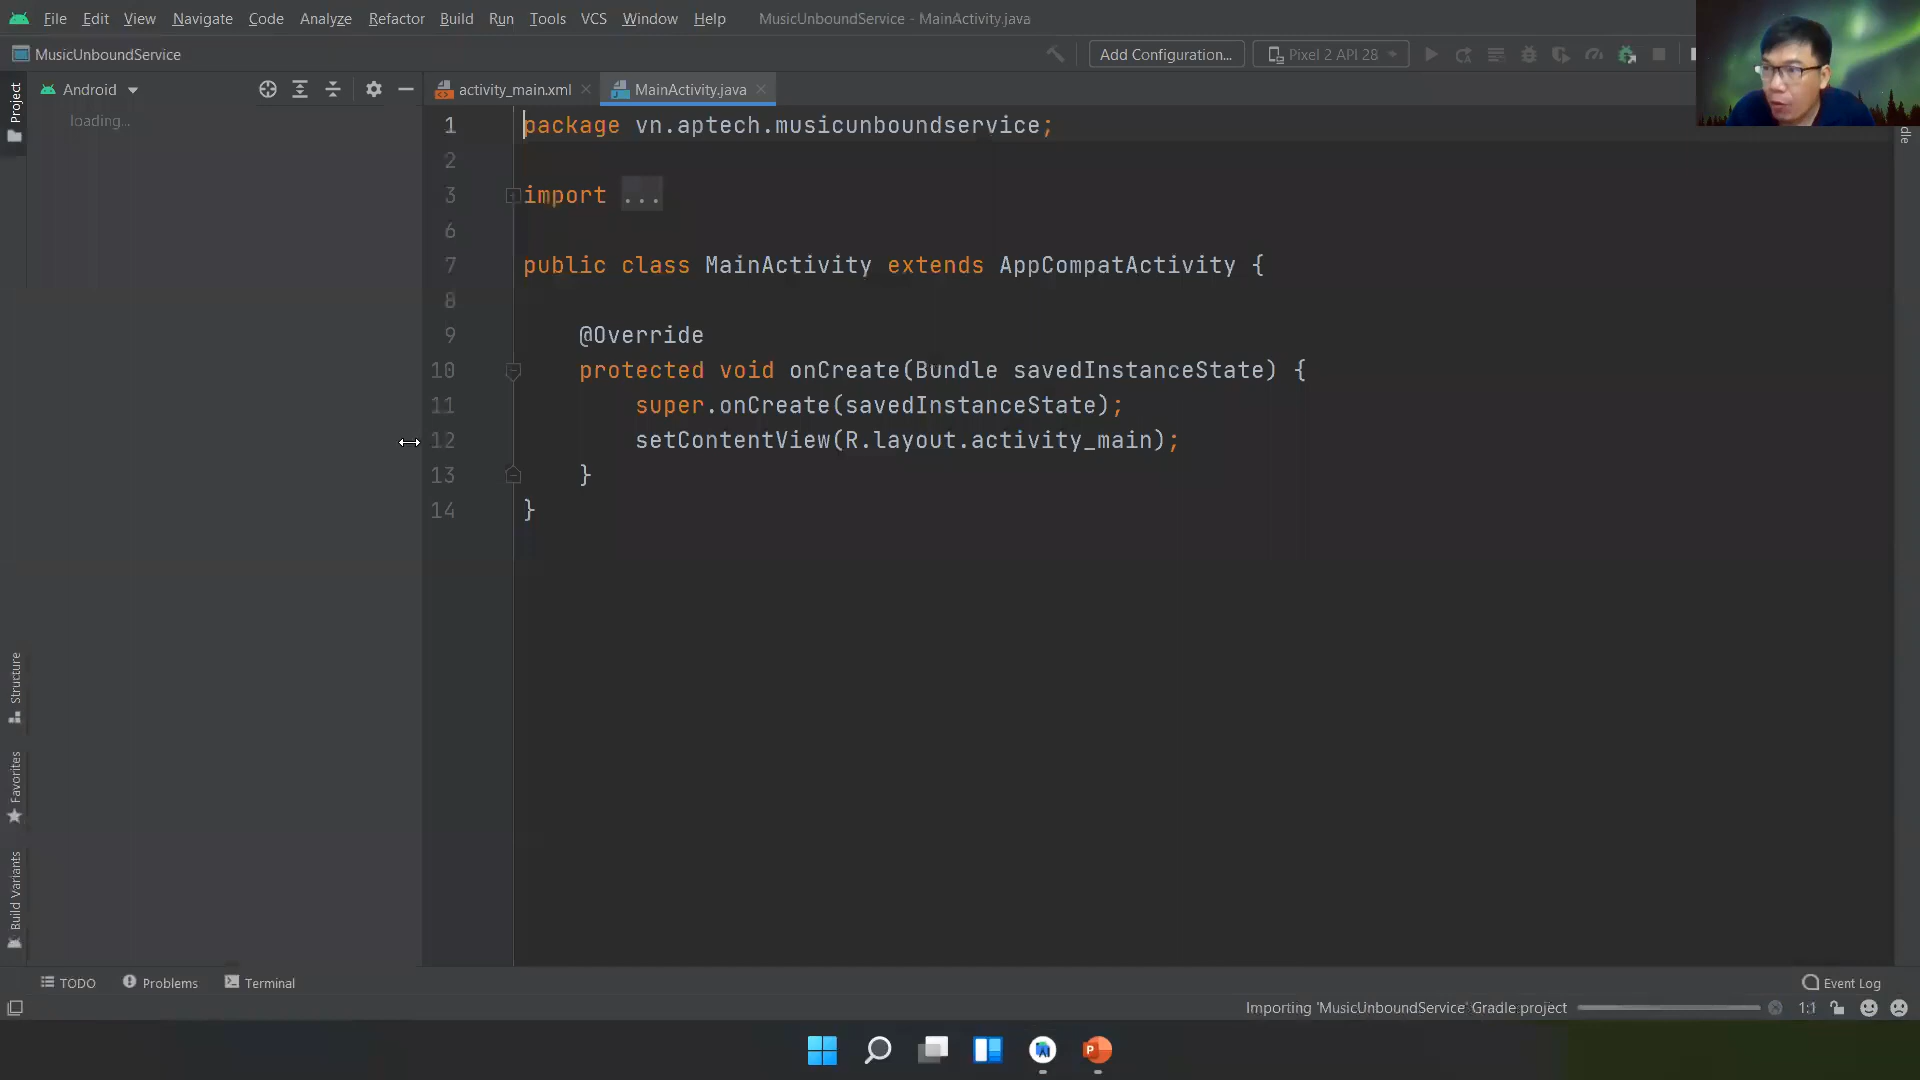 File Edit View Navigate Code Analyze Refactor Build Run Tools VCS Window Help MusicUnboundService - MainActivity.java
MusicUnboundService Add Configuration... Pixel 2 API 28
Project Android activity_main.xml MainActivity.java
loading...
1 package vn.aptech.musicunboundservice;
2
3 import ...
6
7 public class MainActivity extends AppCompatActivity {
8
9 @Override
10 protected void onCreate(Bundle savedInstanceState) {
11 super.onCreate(savedInstanceState);
12 setContentView(R.layout.activity_main);
13 }
14 }
Structure
Favorites
Build Variants
TODO Problems Terminal Event Log
Importing 'MusicUnboundService' Gradle project 1:1